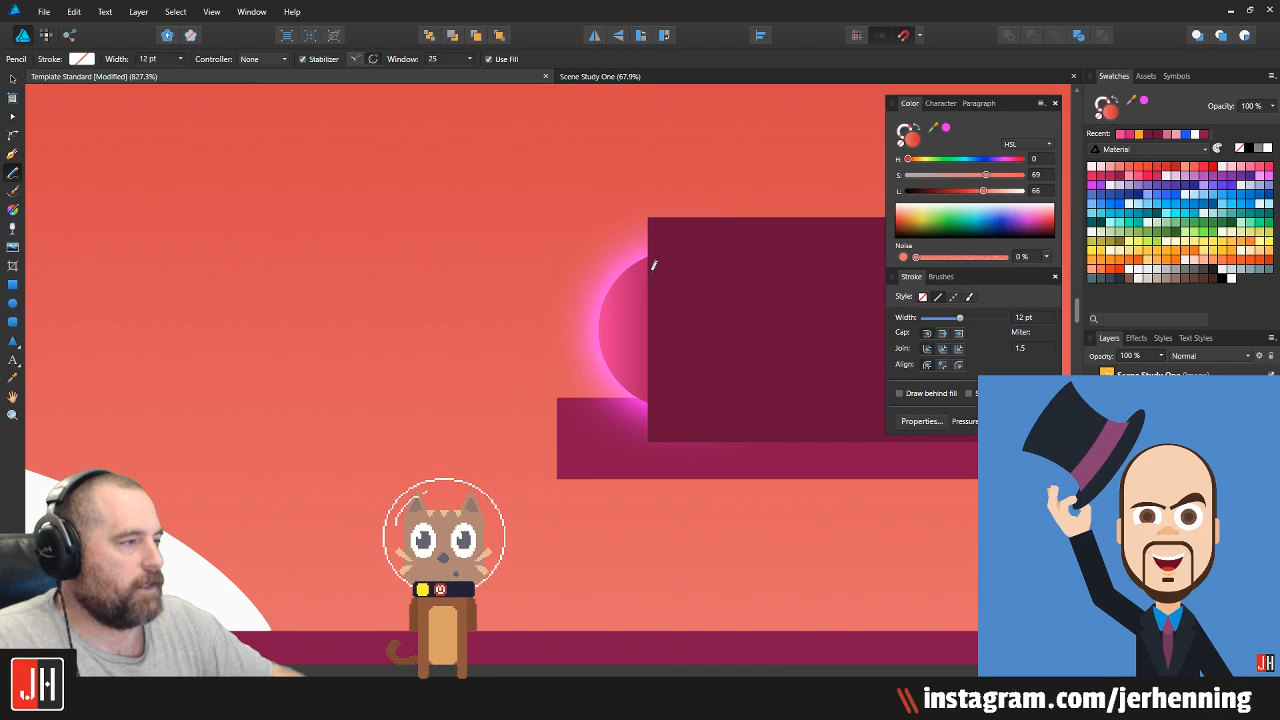 File Edit Text Layer Select View Window Help
Pencil Stroke: Width: 12 pt Controller: None Stabilizer Window: 25 Use Fill
Template Standard [Modified] (827.3%) Scene Study One (67.9%)
Swatches Assets Symbols
Color Character Paragraph
Opacity: 100 %
HSL
Recent:
Material
H: 0
S: 69
L: 66
Noise
0 %
Stroke Brushes
Style:
Width: 12 pt
Cap: Miter:
Join: 1.5
Align:
Layers Effects Styles Text Styles
Opacity: 100 % Normal
Scene Study One (Image)
Draw behind fill
Properties... Pressure
JH
JH
instagram.com/jerhenning